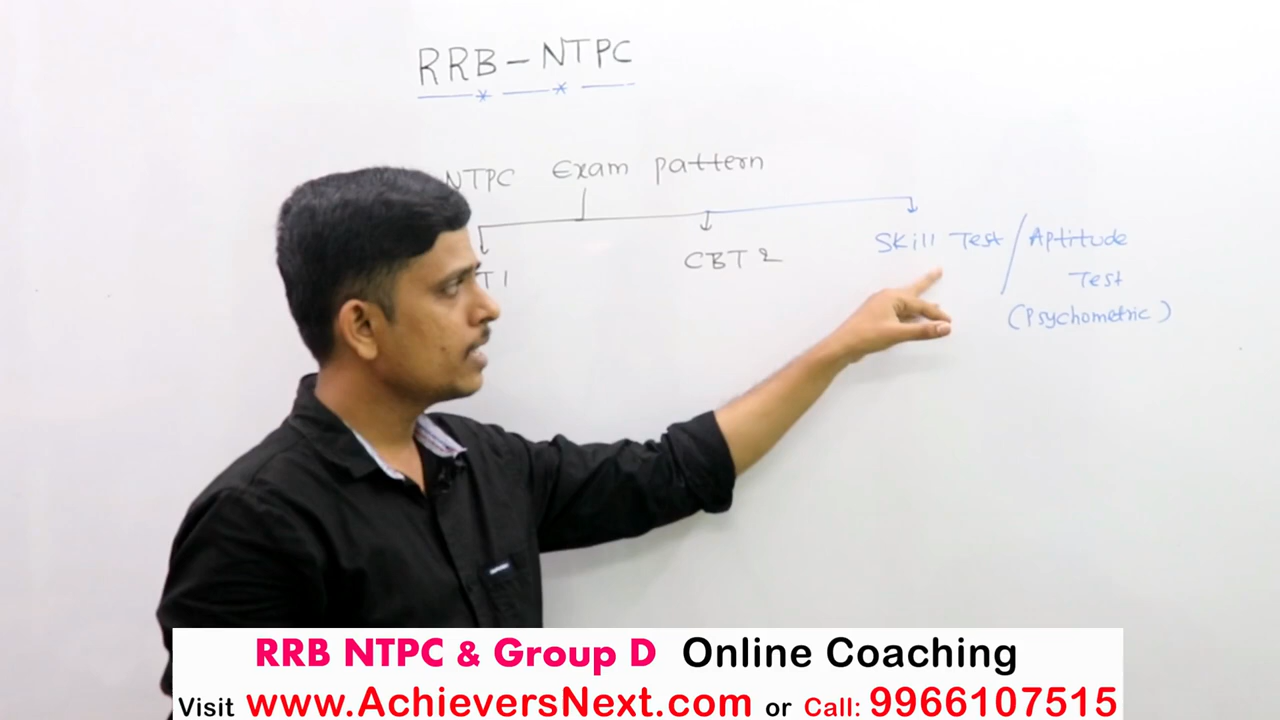 RRB - NTPC
NTPC Exam pattern
T 1 CBT 2 Skill Test / Aptitude
Test
(Psychometric)
RRB NTPC & Group D Online Coaching
Visit www.AchieversNext.com or Call: 9966107515